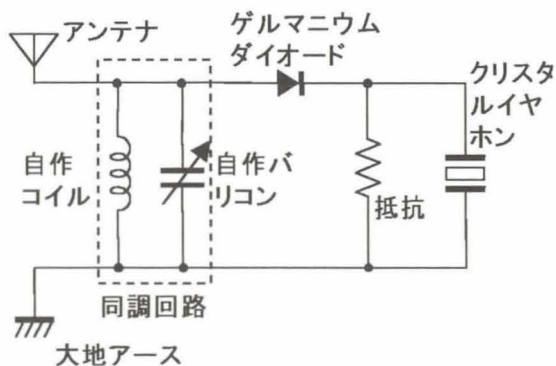 アンテナ
ゲルマニウム
ダイオード
クリスタ
ルイヤ
ホン
自作
コイル
自作バ
リコン
抵抗
同調回路
大地アース